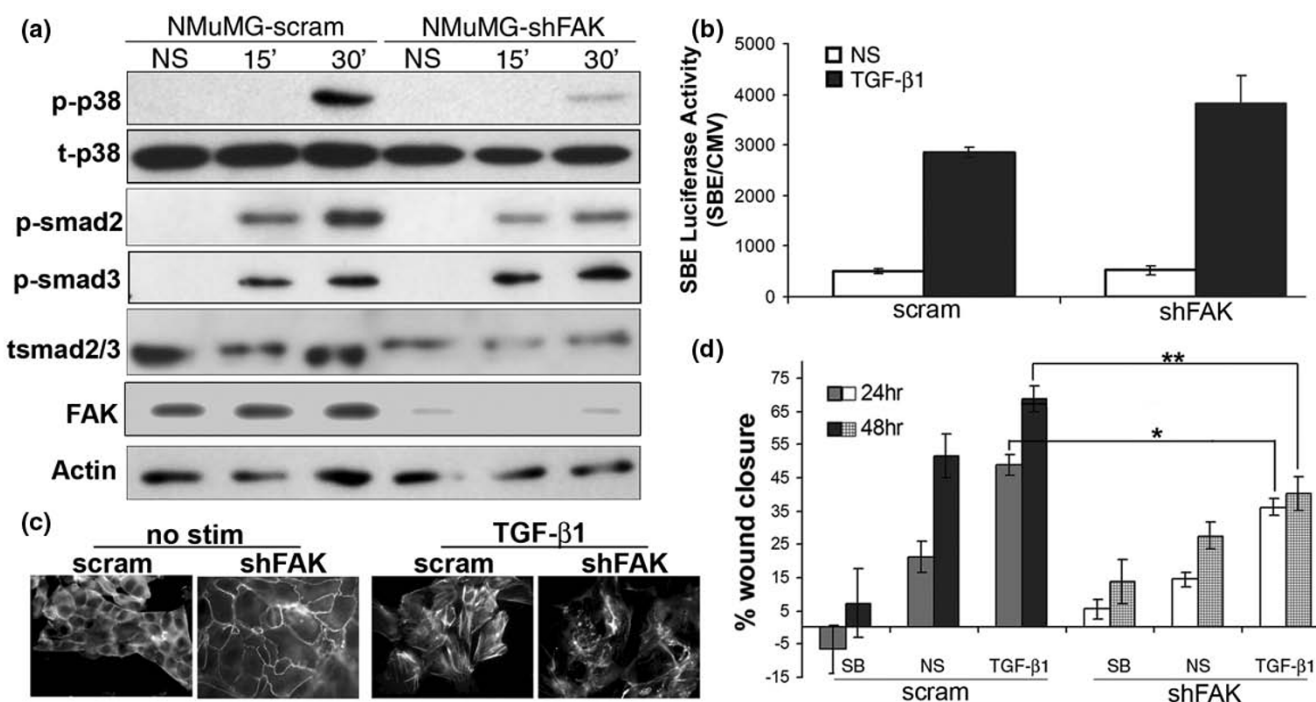 (a)
NMuMG-scram NMuMG-shFAK
NS 15’ 30’ NS 15’ 30’
p-p38
t-p38
p-smad2
p-smad3
tsmad2/3
FAK
Actin
(b)
NS
TGF-β1
SBE Luciferase Activity
(SBE/CMV)
5000
4000
3000
2000
1000
0
scram shFAK
(c)
no stim TGF-β1
scram shFAK scram shFAK
(d)
24hr
48hr
**
*
% wound closure
75
65
55
45
35
25
15
5
-5
-15
SB NS TGF-β1 SB NS TGF-β1
scram shFAK